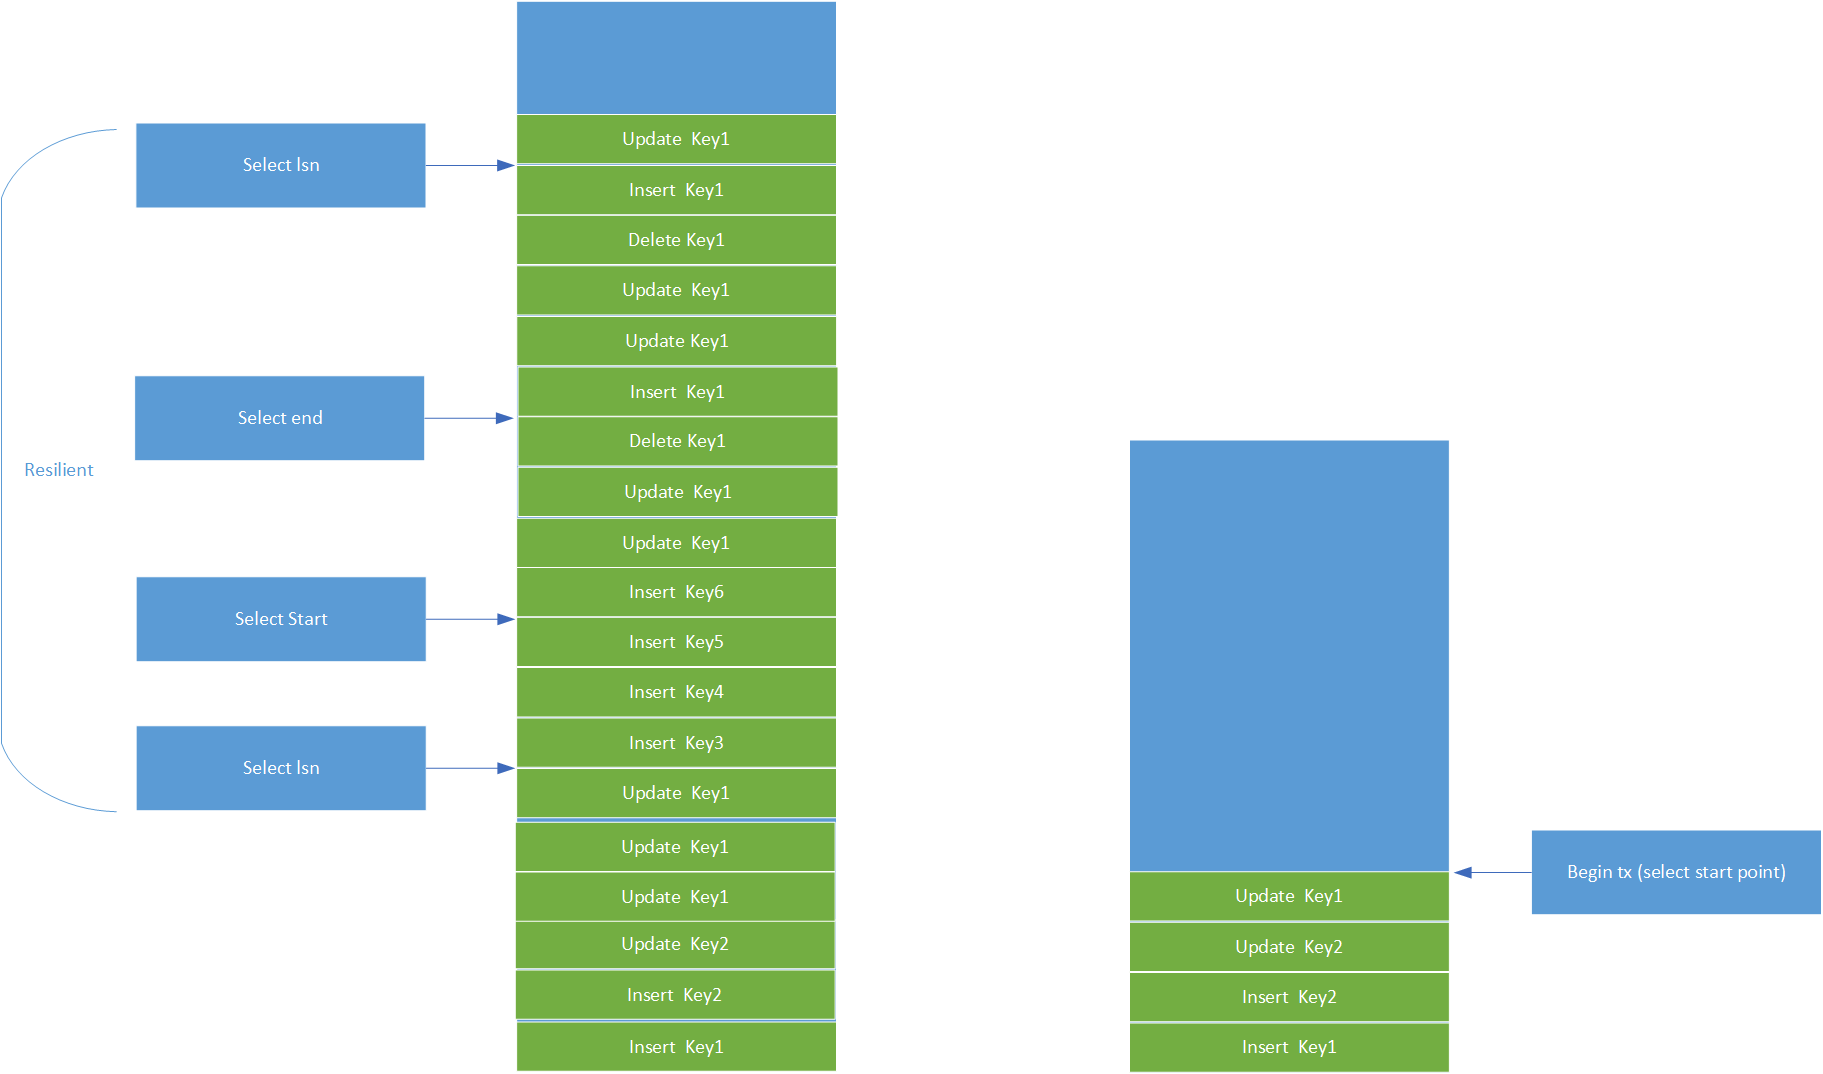 Resilient
Select lsn
Select end
Select Start
Select lsn
Update Key1
Insert Key1
Delete Key1
Update Key1
Update Key1
Insert Key1
Delete Key1
Update Key1
Update Key1
Insert Key6
Insert Key5
Insert Key4
Insert Key3
Update Key1
Update Key1
Update Key1
Update Key2
Insert Key2
Insert Key1
Update Key1
Update Key2
Insert Key2
Insert Key1
Begin tx (select start point)